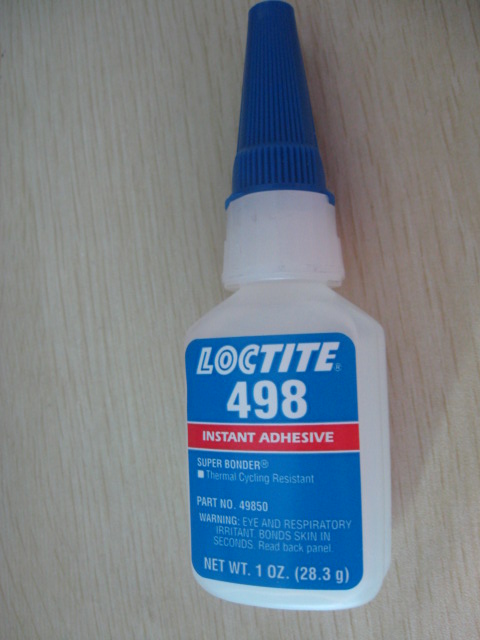 LOCTITE®
498
INSTANT ADHESIVE
SUPER BONDER®
■ Thermal Cycling Resistant
PART NO. 49850
WARNING: EYE AND RESPIRATORY
IRRITANT. BONDS SKIN IN
SECONDS. Read back panel.
NET WT. 1 OZ. (28.3 g)